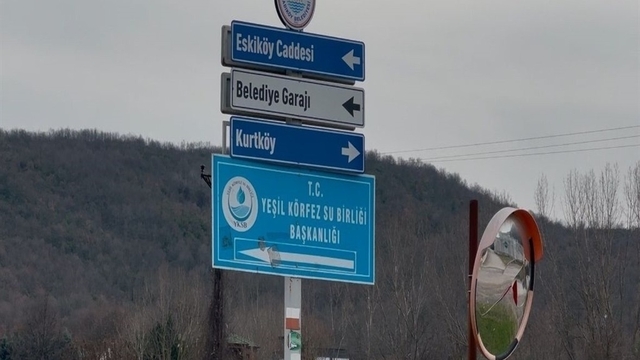 Eskiköy Caddesi
Belediye Garajı
Kurtköy
T.C.
YEŞİL KÖRFEZ SU BİRLİĞİ
BAŞKANLIĞI
YKSB